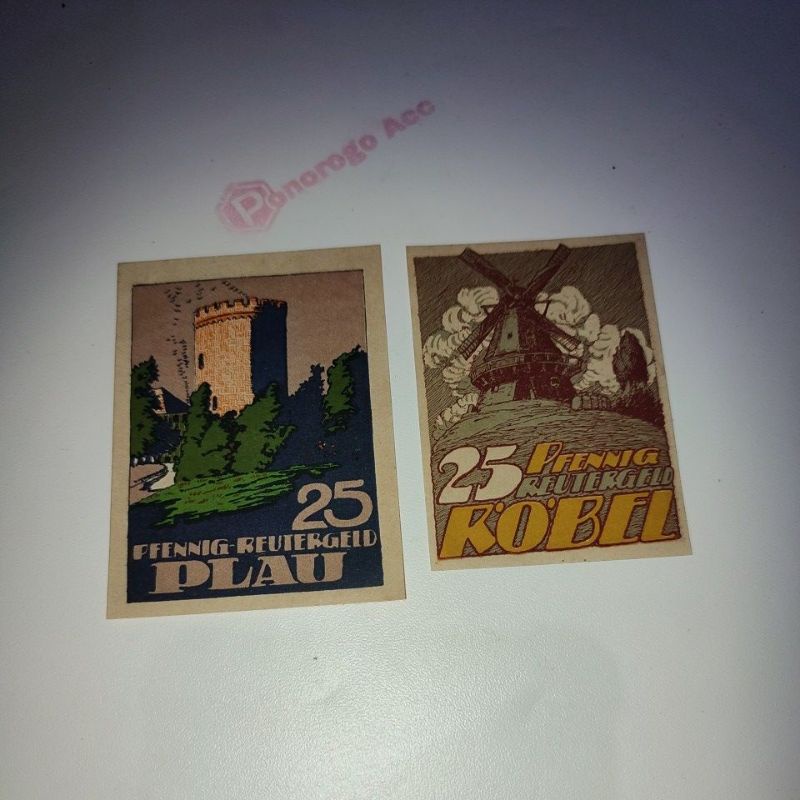 Ponorogo Acc
25
PFENNIG-REUTERGELD
PLAU
25 PFENNIG
REUTERGELD
RÖBEL